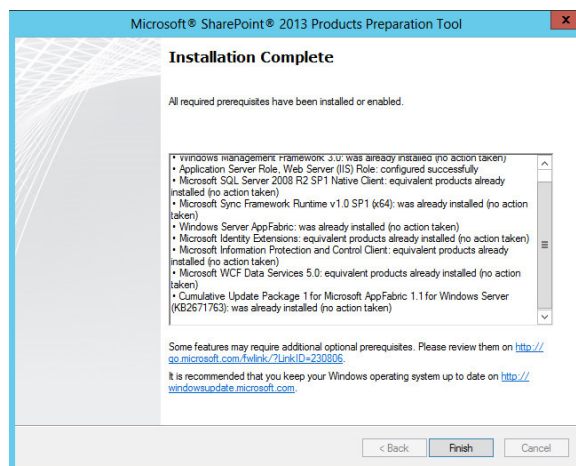 Microsoft® SharePoint® 2013 Products Preparation Tool
x
Installation Complete
All required prerequisites have been installed or enabled.
• Windows Management Framework 3.0: was already installed (no action taken)
• Application Server Role, Web Server (IIS) Role: configured successfully
• Microsoft SQL Server 2008 R2 SP1 Native Client: equivalent products already
installed (no action taken)
• Microsoft Sync Framework Runtime v1.0 SP1 (x64): was already installed (no action
taken)
• Windows Server AppFabric: was already installed (no action taken)
• Microsoft Identity Extensions: equivalent products already installed (no action taken)
• Microsoft Information Protection and Control Client: equivalent products already
installed (no action taken)
• Microsoft WCF Data Services 5.0: equivalent products already installed (no action
taken)
• Cumulative Update Package 1 for Microsoft AppFabric 1.1 for Windows Server
(KB2671763): was already installed (no action taken)
Some features may require additional optional prerequisites. Please review them on http://
go.microsoft.com/fwlink/?LinkID=230806.
It is recommended that you keep your Windows operating system up to date on http://
windowsupdate.microsoft.com.
< Back Finish Cancel